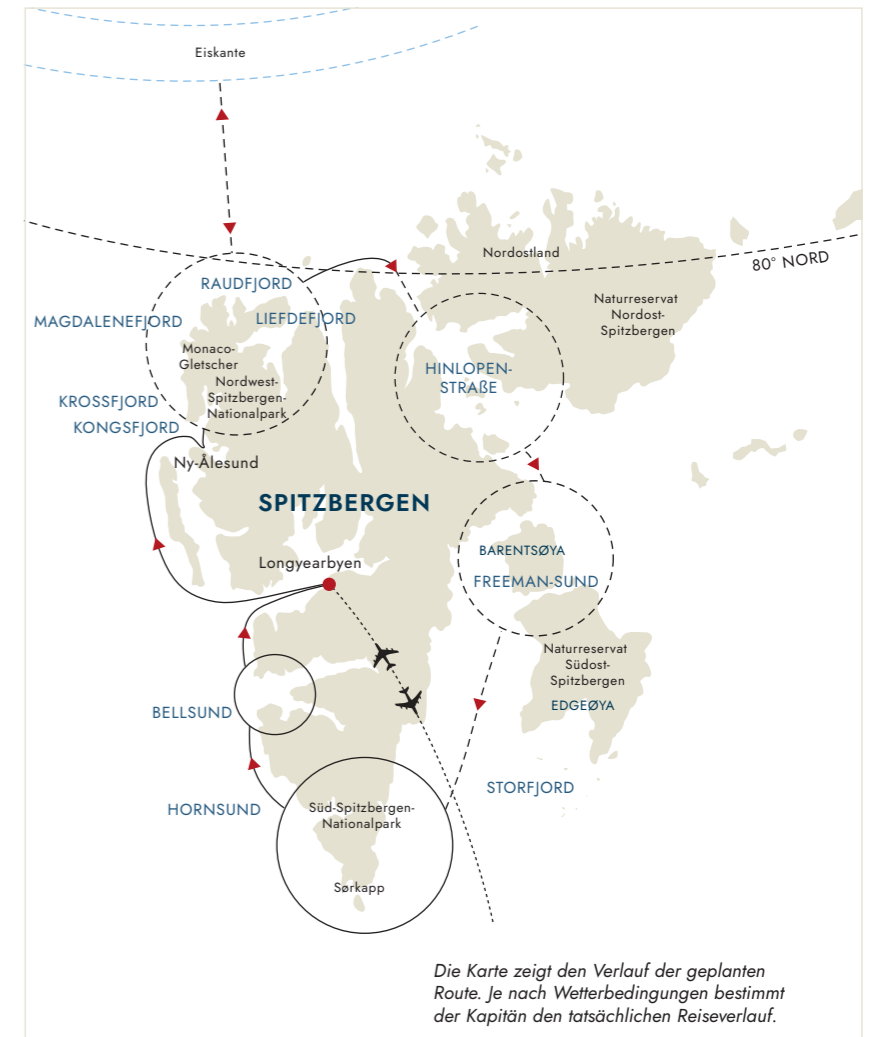 Eiskante
Nordostland
80° NORD
RAUDFJORD
Naturreservat
Nordost-
Spitzbergen
MAGDALENEFJORD
LIEFDEFJORD
Monaco-
Gletscher
Nordwest-
Spitzbergen-
Nationalpark
HINLOPEN-
STRAßE
KROSSFJORD
KONGSFJORD
Ny-Ålesund
SPITZBERGEN
BARENTSØYA
Longyearbyen
FREEMAN-SUND
Naturreservat
Südost-
Spitzbergen
EDGEØYA
BELLSUND
STORFJORD
HORNSUND
Süd-Spitzbergen-
Nationalpark
Sørkapp
Die Karte zeigt den Verlauf der geplanten
Route. Je nach Wetterbedingungen bestimmt
der Kapitän den tatsächlichen Reiseverlauf.